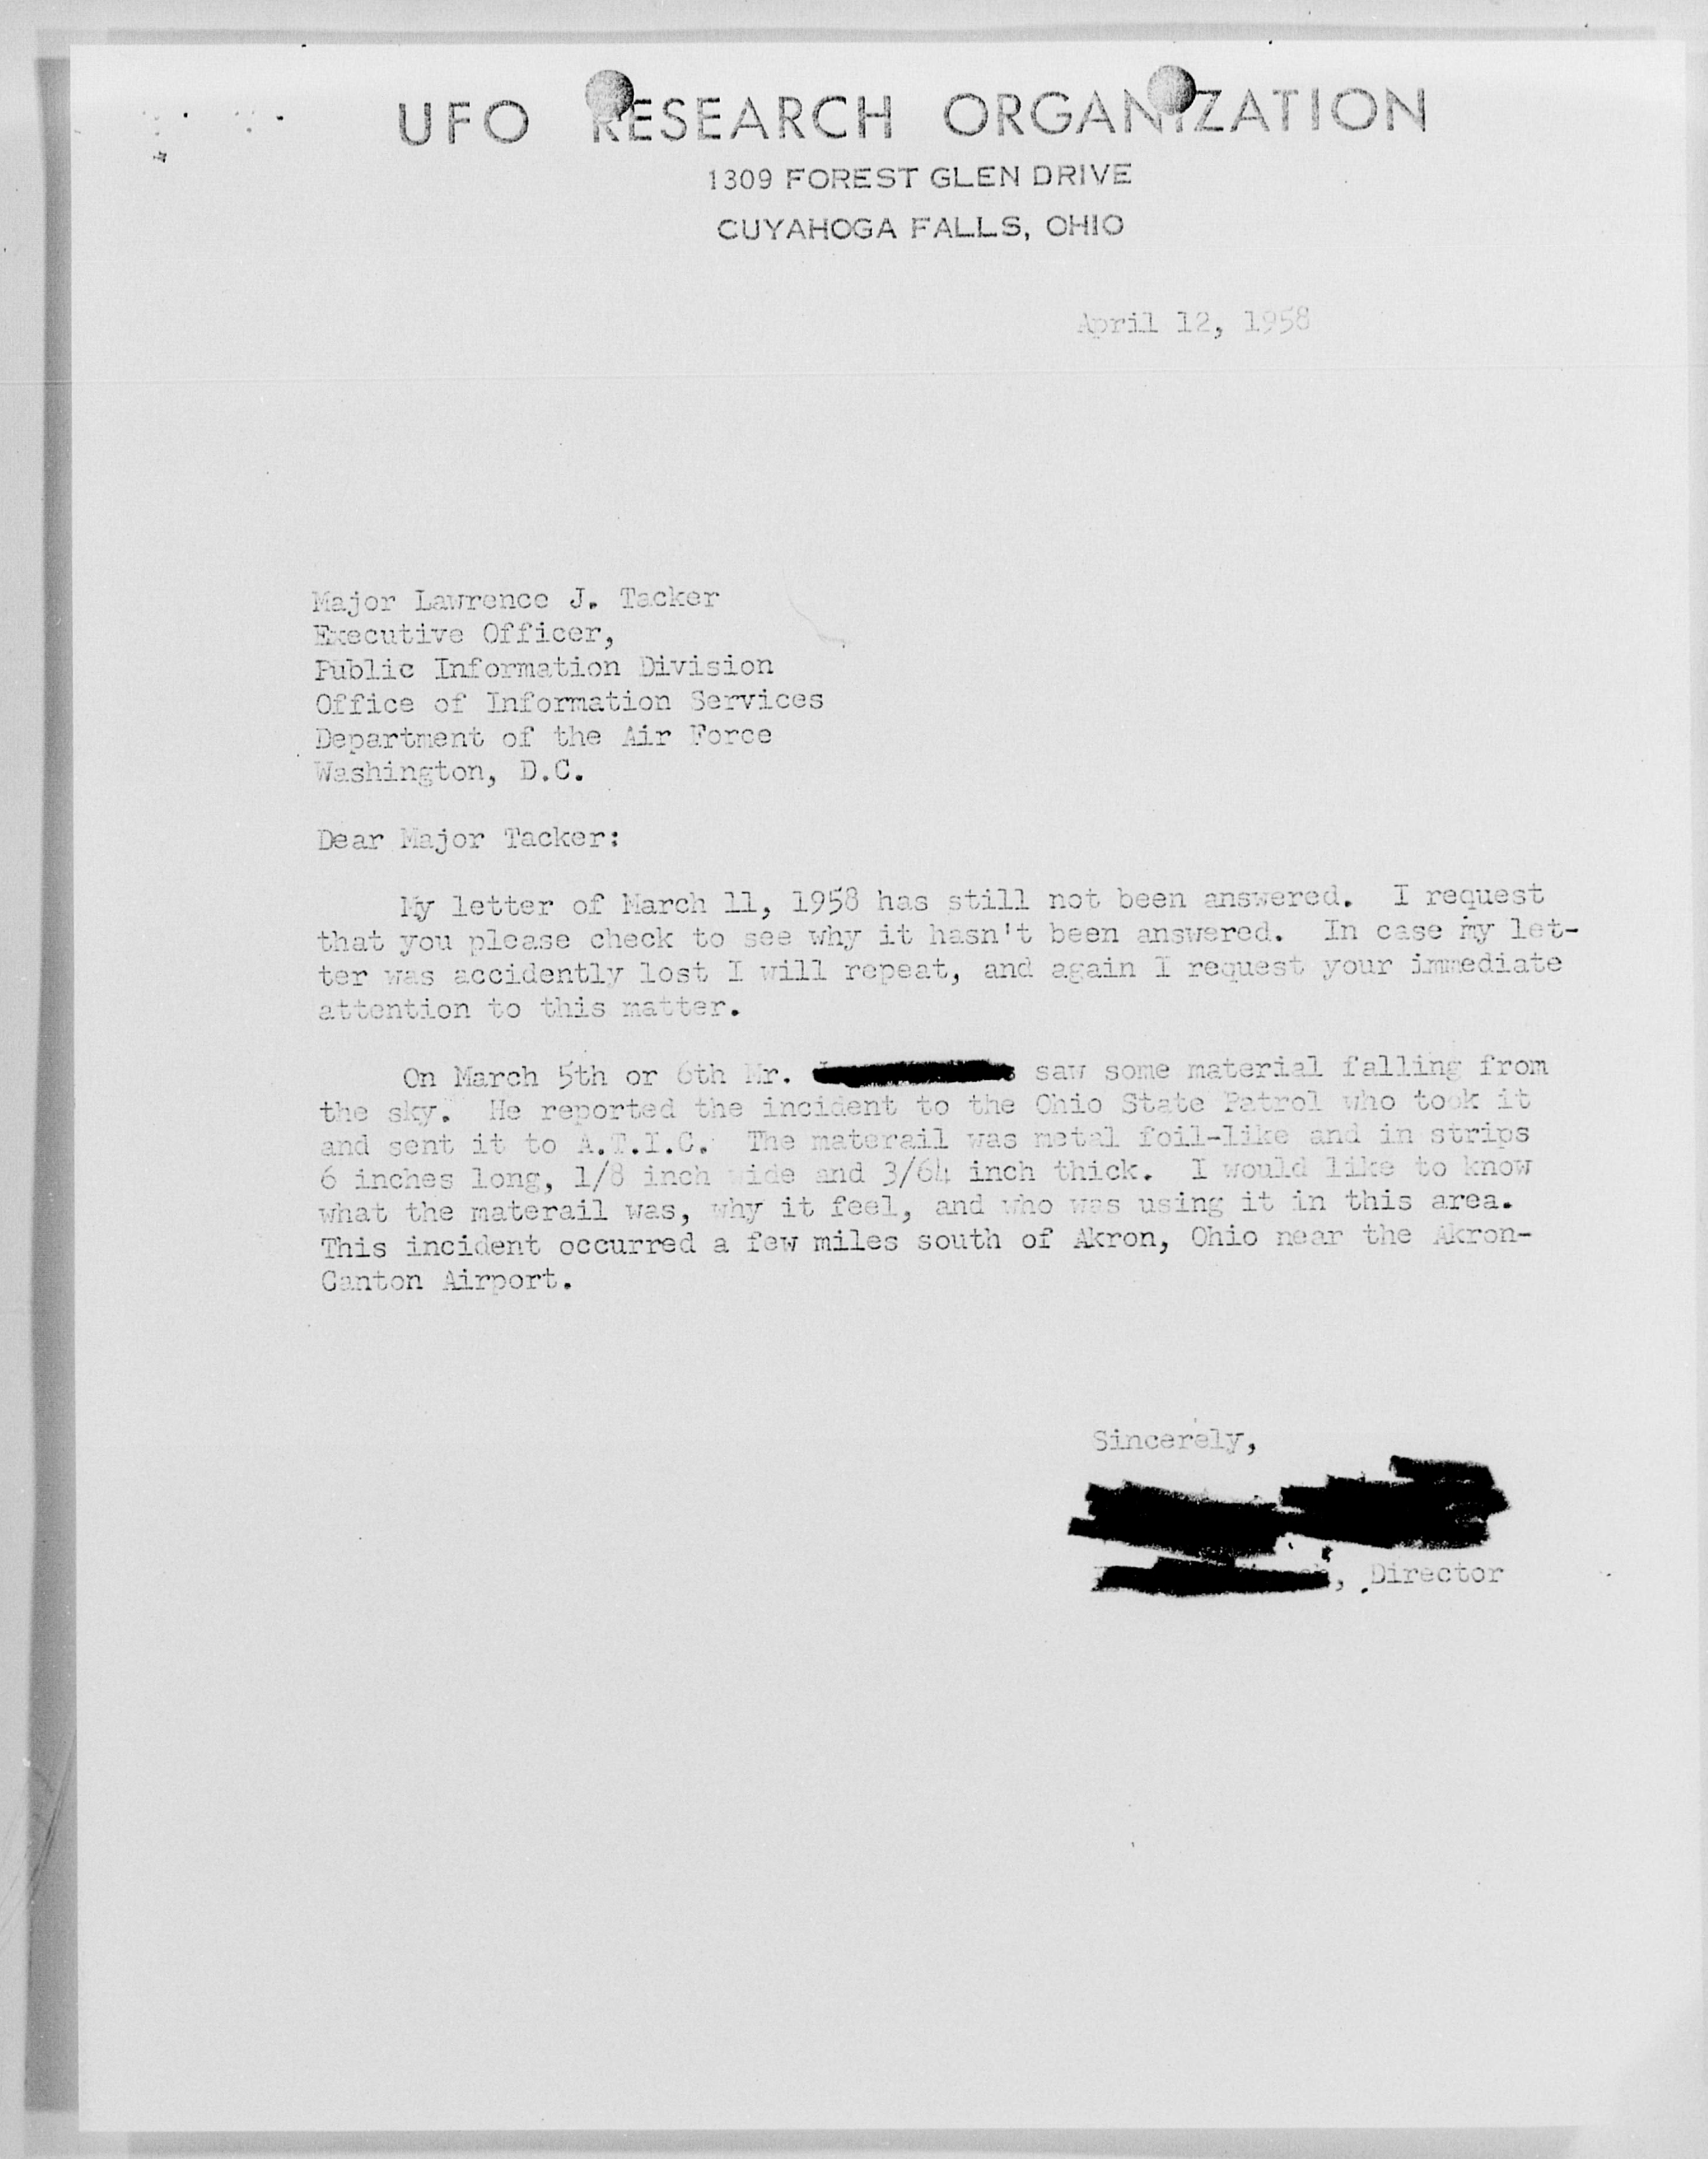 UFO RESEARCH ORGANIZATION
1309 FOREST GLEN DRIVE
CUYAHOGA FALLS, OHIO
April 12, 1958
Major Lawrence J. Tacker
Executive Officer,
Public Information Division
Office of Information Services
Department of the Air Force
Washington, D.C.
Dear Major Tacker:
My letter of March 11, 1958 has still not been answered. I request
that you please check to see why it hasn't been answered. In case my let-
ter was accidently lost I will repeat, and again I request your immediate
attention to this matter.
On March 5th or 6th Mr. saw some material falling from
the sky. He reported the incident to the Ohio State Patrol who took it
and sent it to A.T.I.C. The materail was metal foil-like and in strips
6 inches long, 1/8 inch wide and 3/64 inch thick. I would like to know
what the materail was, why it feel, and who was using it in this area.
This incident occurred a few miles south of Akron, Ohio near the Akron-
Canton Airport.
Sincerely,
, Director